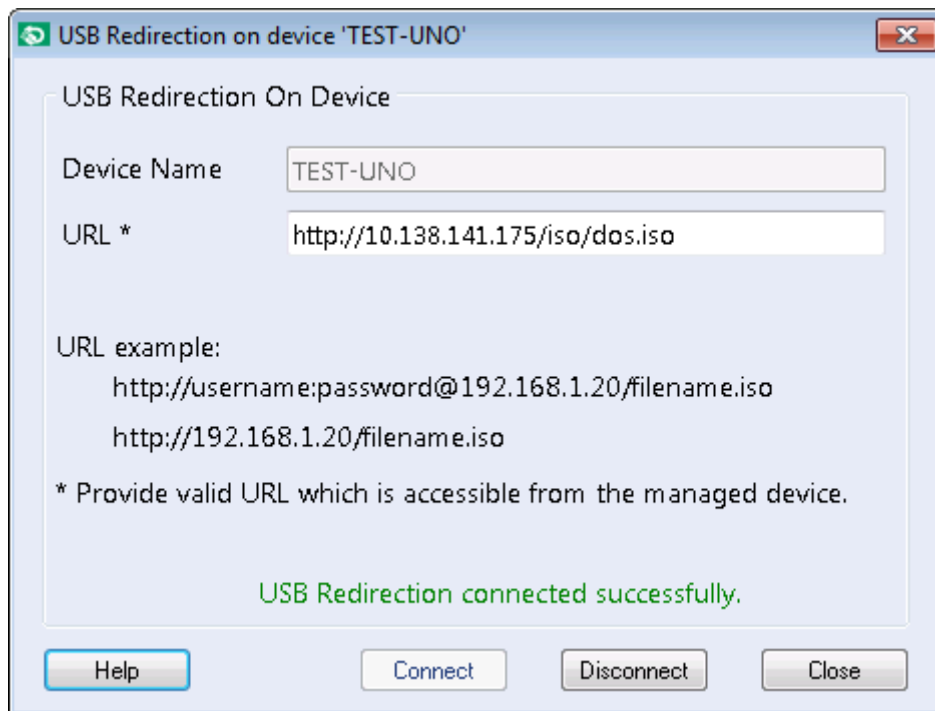 USB Redirection on device 'TEST-UNO'
USB Redirection On Device
Device Name TEST-UNO
URL * http://10.138.141.175/iso/dos.iso
URL example:
http://username:password@192.168.1.20/filename.iso
http://192.168.1.20/filename.iso
* Provide valid URL which is accessible from the managed device.
USB Redirection connected successfully.
Help Connect Disconnect Close